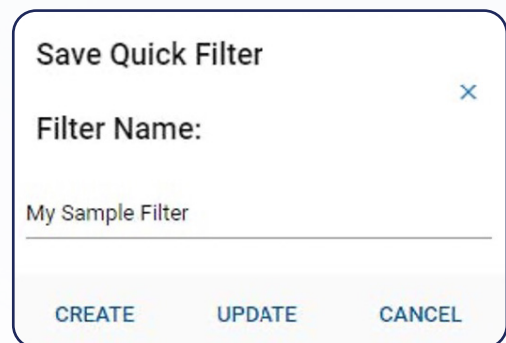 Save Quick Filter
×
Filter Name:
My Sample Filter
CREATE UPDATE CANCEL